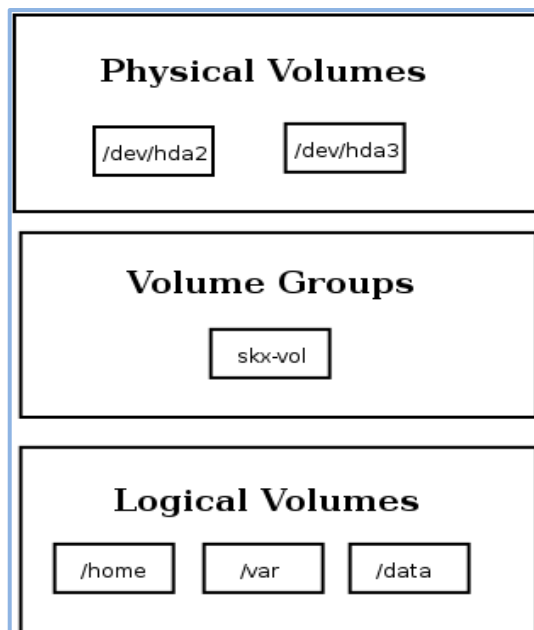 Physical Volumes
/dev/hda2 /dev/hda3
Volume Groups
skx-vol
Logical Volumes
/home /var /data